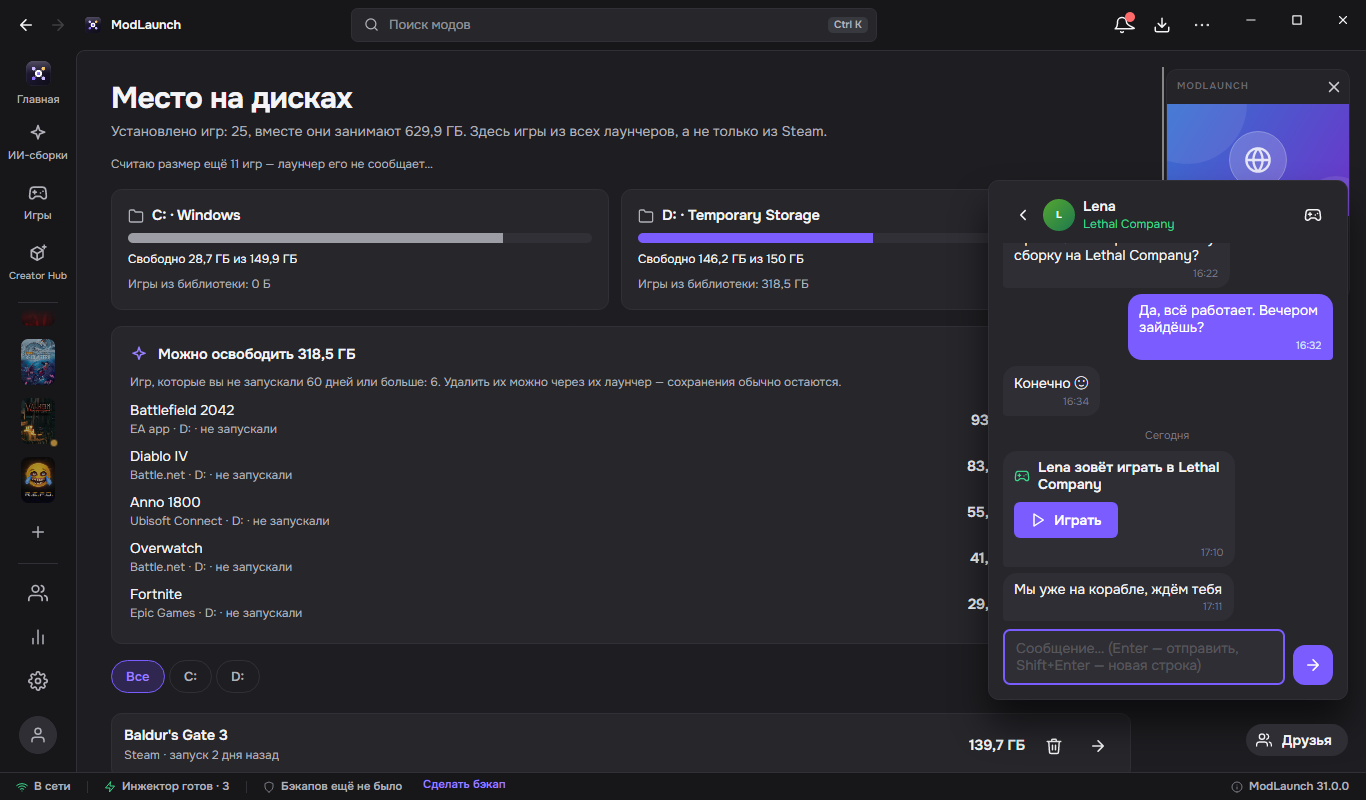 ModLaunch
Поиск модов
Ctrl K
Главная
ИИ-сборки
Игры
Creator Hub
Место на дисках
Установлено игр: 25, вместе они занимают 629,9 ГБ. Здесь игры из всех лаунчеров, а не только из Steam.
Считаю размер ещё 11 игр — лаунчер его не сообщает...
C: · Windows
Свободно 28,7 ГБ из 149,9 ГБ
Игры из библиотеки: 0 Б
D: · Temporary Storage
Свободно 146,2 ГБ из 150 ГБ
Игры из библиотеки: 318,5 ГБ
Можно освободить 318,5 ГБ
Игр, которые вы не запускали 60 дней или больше: 6. Удалить их можно через их лаунчер — сохранения обычно остаются.
Battlefield 2042
EA app · D: · не запускали
93
Diablo IV
Battle.net · D: · не запускали
83,
Anno 1800
Ubisoft Connect · D: · не запускали
55,
Overwatch
Battle.net · D: · не запускали
41,
Fortnite
Epic Games · D: · не запускали
29,
Все
C:
D:
Baldur's Gate 3
Steam · запуск 2 дня назад
139,7 ГБ
MODLAUNCH
L
Lena
Lethal Company
сборку на Lethal Company?
16:22
Да, всё работает. Вечером
зайдёшь?
16:32
Конечно
16:34
Сегодня
Lena зовёт играть в Lethal
Company
Играть
17:10
Мы уже на корабле, ждём тебя
17:11
Сообщение... (Enter — отправить,
Shift+Enter — новая строка)
Друзья
В сети
Инжектор готов · 3
Бэкапов ещё не было
Сделать бэкап
ModLaunch 31.0.0